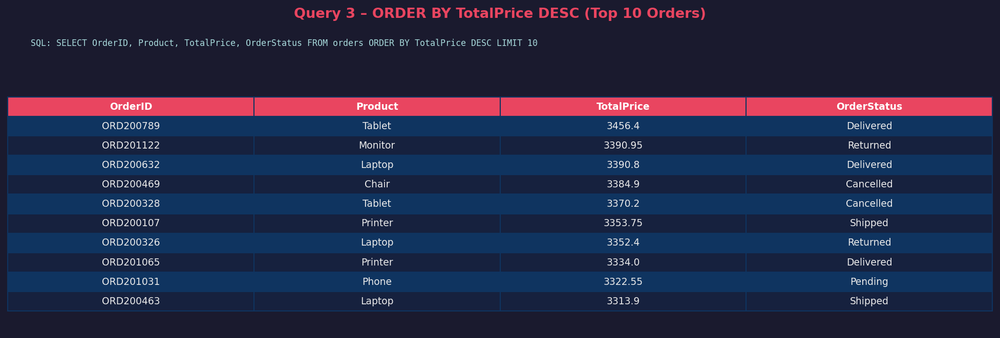 Query 3 – ORDER BY TotalPrice DESC (Top 10 Orders)
SQL: SELECT OrderID, Product, TotalPrice, OrderStatus FROM orders ORDER BY TotalPrice DESC LIMIT 10
OrderID Product TotalPrice OrderStatus
ORD200789 Tablet 3456.4 Delivered
ORD201122 Monitor 3390.95 Returned
ORD200632 Laptop 3390.8 Delivered
ORD200469 Chair 3384.9 Cancelled
ORD200328 Tablet 3370.2 Cancelled
ORD200107 Printer 3353.75 Shipped
ORD200326 Laptop 3352.4 Returned
ORD201065 Printer 3334.0 Delivered
ORD201031 Phone 3322.55 Pending
ORD200463 Laptop 3313.9 Shipped